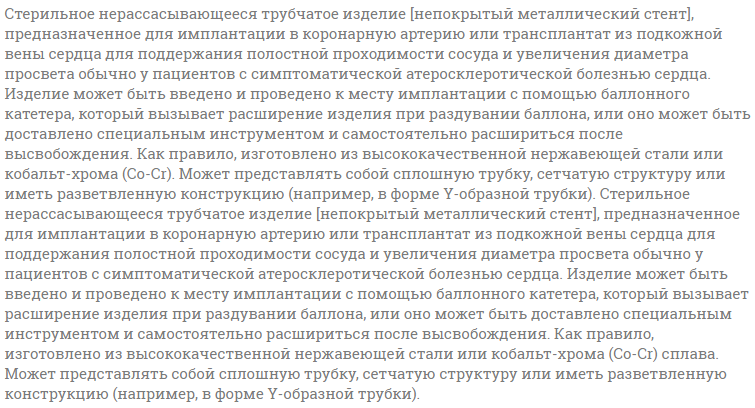 Стерильное нерассасывающееся трубчатое изделие [непокрытый металлический стент],
предназначенное для имплантации в коронарную артерию или трансплантат из подкожной
вены сердца для поддержания полостной проходимости сосуда и увеличения диаметра
просвета обычно у пациентов с симптоматической атеросклеротической болезнью сердца.
Изделие может быть введено и проведено к месту имплантации с помощью баллонного
катетера, который вызывает расширение изделия при раздувании баллона, или оно может быть
доставлено специальным инструментом и самостоятельно расшириться после
высвобождения. Как правило, изготовлено из высококачественной нержавеющей стали или
кобальт-хрома (Co-Cr). Может представлять собой сплошную трубку, сетчатую структуру или
иметь разветвленную конструкцию (например, в форме Y-образной трубки). Стерильное
нерассасывающееся трубчатое изделие [непокрытый металлический стент], предназначенное
для имплантации в коронарную артерию или трансплантат из подкожной вены сердца для
поддержания полостной проходимости сосуда и увеличения диаметра просвета обычно у
пациентов с симптоматической атеросклеротической болезнью сердца. Изделие может быть
введено и проведено к месту имплантации с помощью баллонного катетера, который вызывает
расширение изделия при раздувании баллона, или оно может быть доставлено специальным
инструментом и самостоятельно расшириться после высвобождения. Как правило,
изготовлено из высококачественной нержавеющей стали или кобальт-хрома (Co-Cr) сплава.
Может представлять собой сплошную трубку, сетчатую структуру или иметь разветвленную
конструкцию (например, в форме Y-образной трубки).